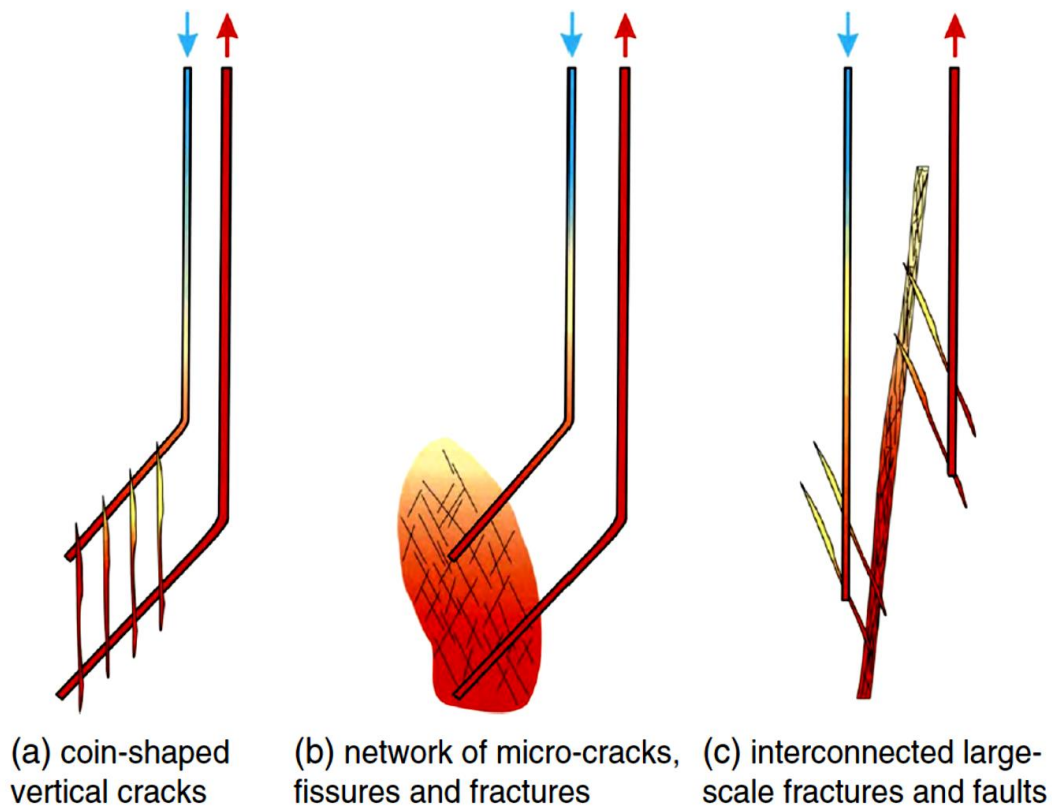 (a) coin-shaped
vertical cracks
(b) network of micro-cracks,
fissures and fractures
(c) interconnected large-
scale fractures and faults